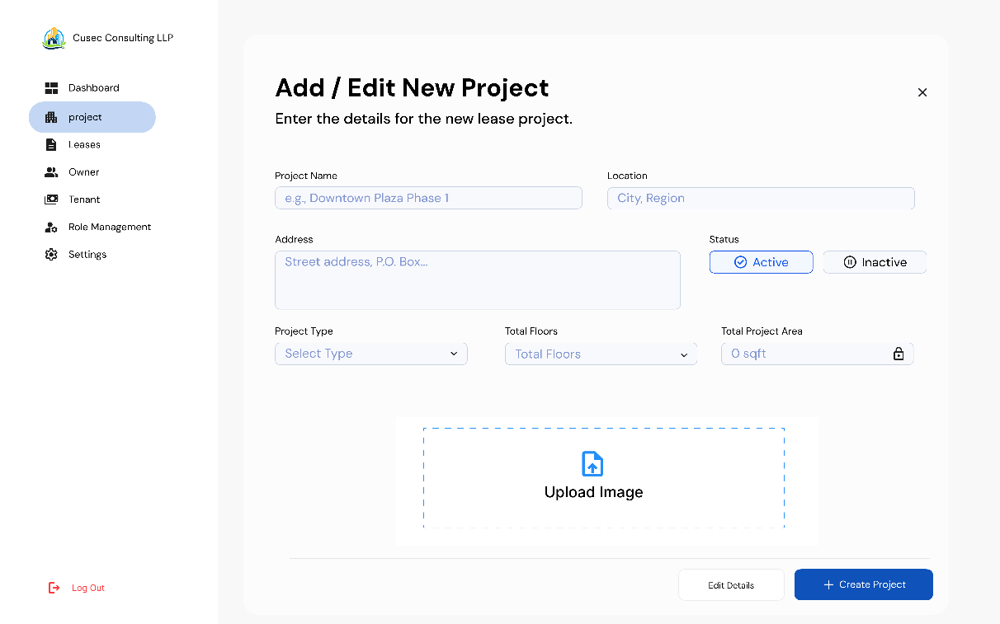 Cusec Consulting LLP
Dashboard
project
Leases
Owner
Tenant
Role Management
Settings
Log Out
Add / Edit New Project
Enter the details for the new lease project.
Project Name
Location
e.g., Downtown Plaza Phase 1
City, Region
Address
Status
Street address, P.O. Box...
Active
Inactive
Project Type
Total Floors
Total Project Area
Select Type
Total Floors
0 sqft
Upload Image
Edit Details
Create Project